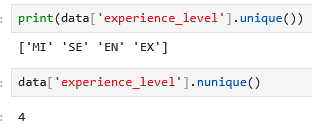 print(data['experience_level'].unique())
['MI' 'SE' 'EN' 'EX']
data['experience_level'].nunique()
4